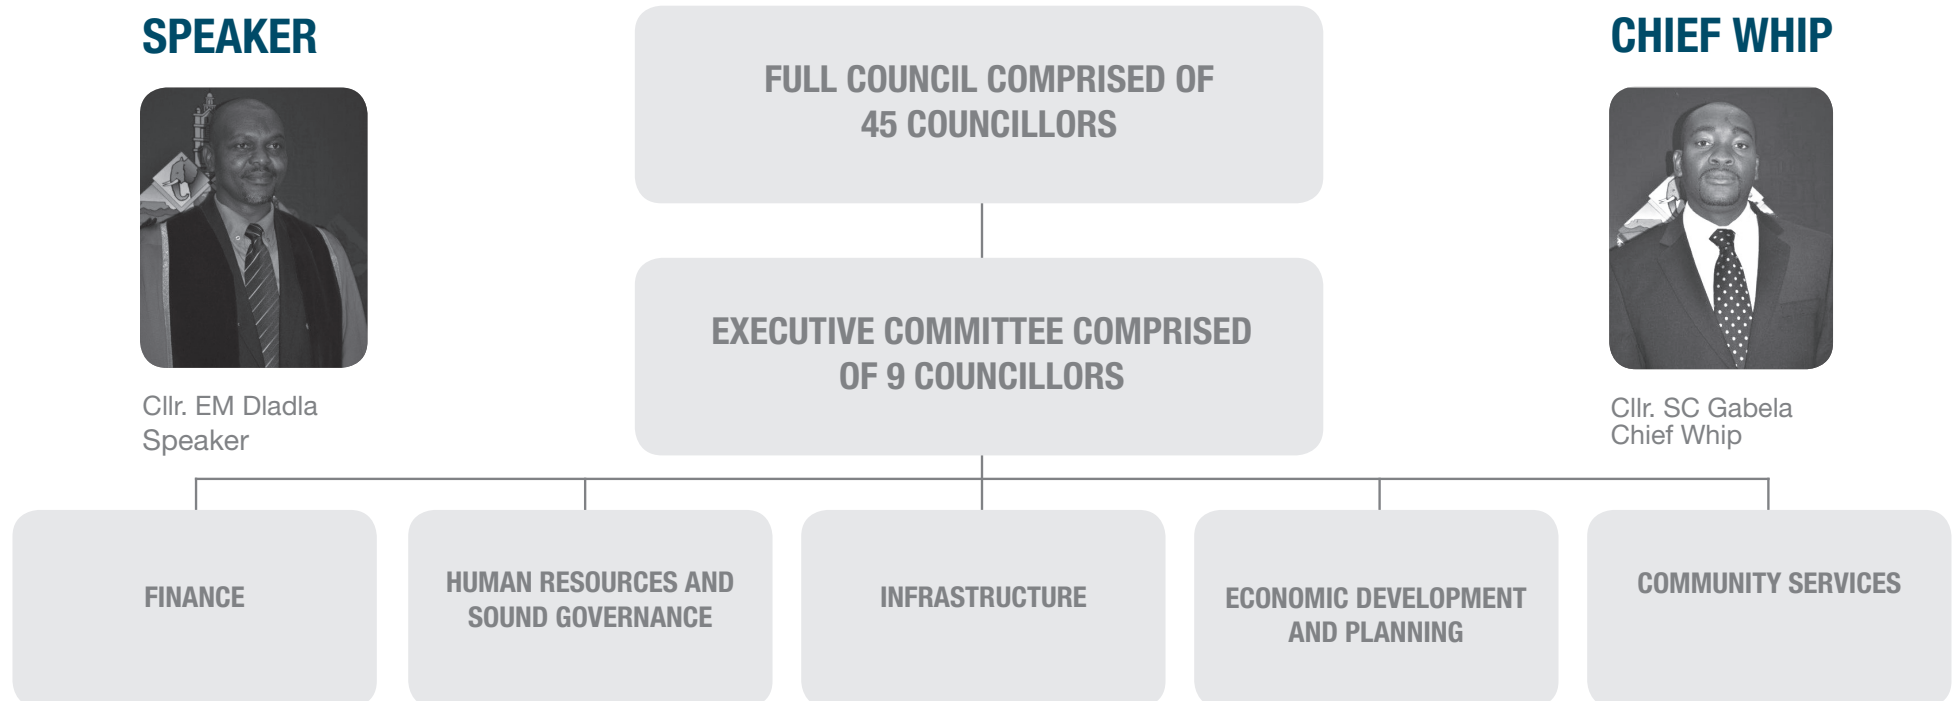 SPEAKER
Cllr. EM Dladla
Speaker
FULL COUNCIL COMPRISED OF
45 COUNCILLORS
EXECUTIVE COMMITTEE COMPRISED
OF 9 COUNCILLORS
CHIEF WHIP
Cllr. SC Gabela
Chief Whip
FINANCE
HUMAN RESOURCES AND
SOUND GOVERNANCE
INFRASTRUCTURE
ECONOMIC DEVELOPMENT
AND PLANNING
COMMUNITY SERVICES